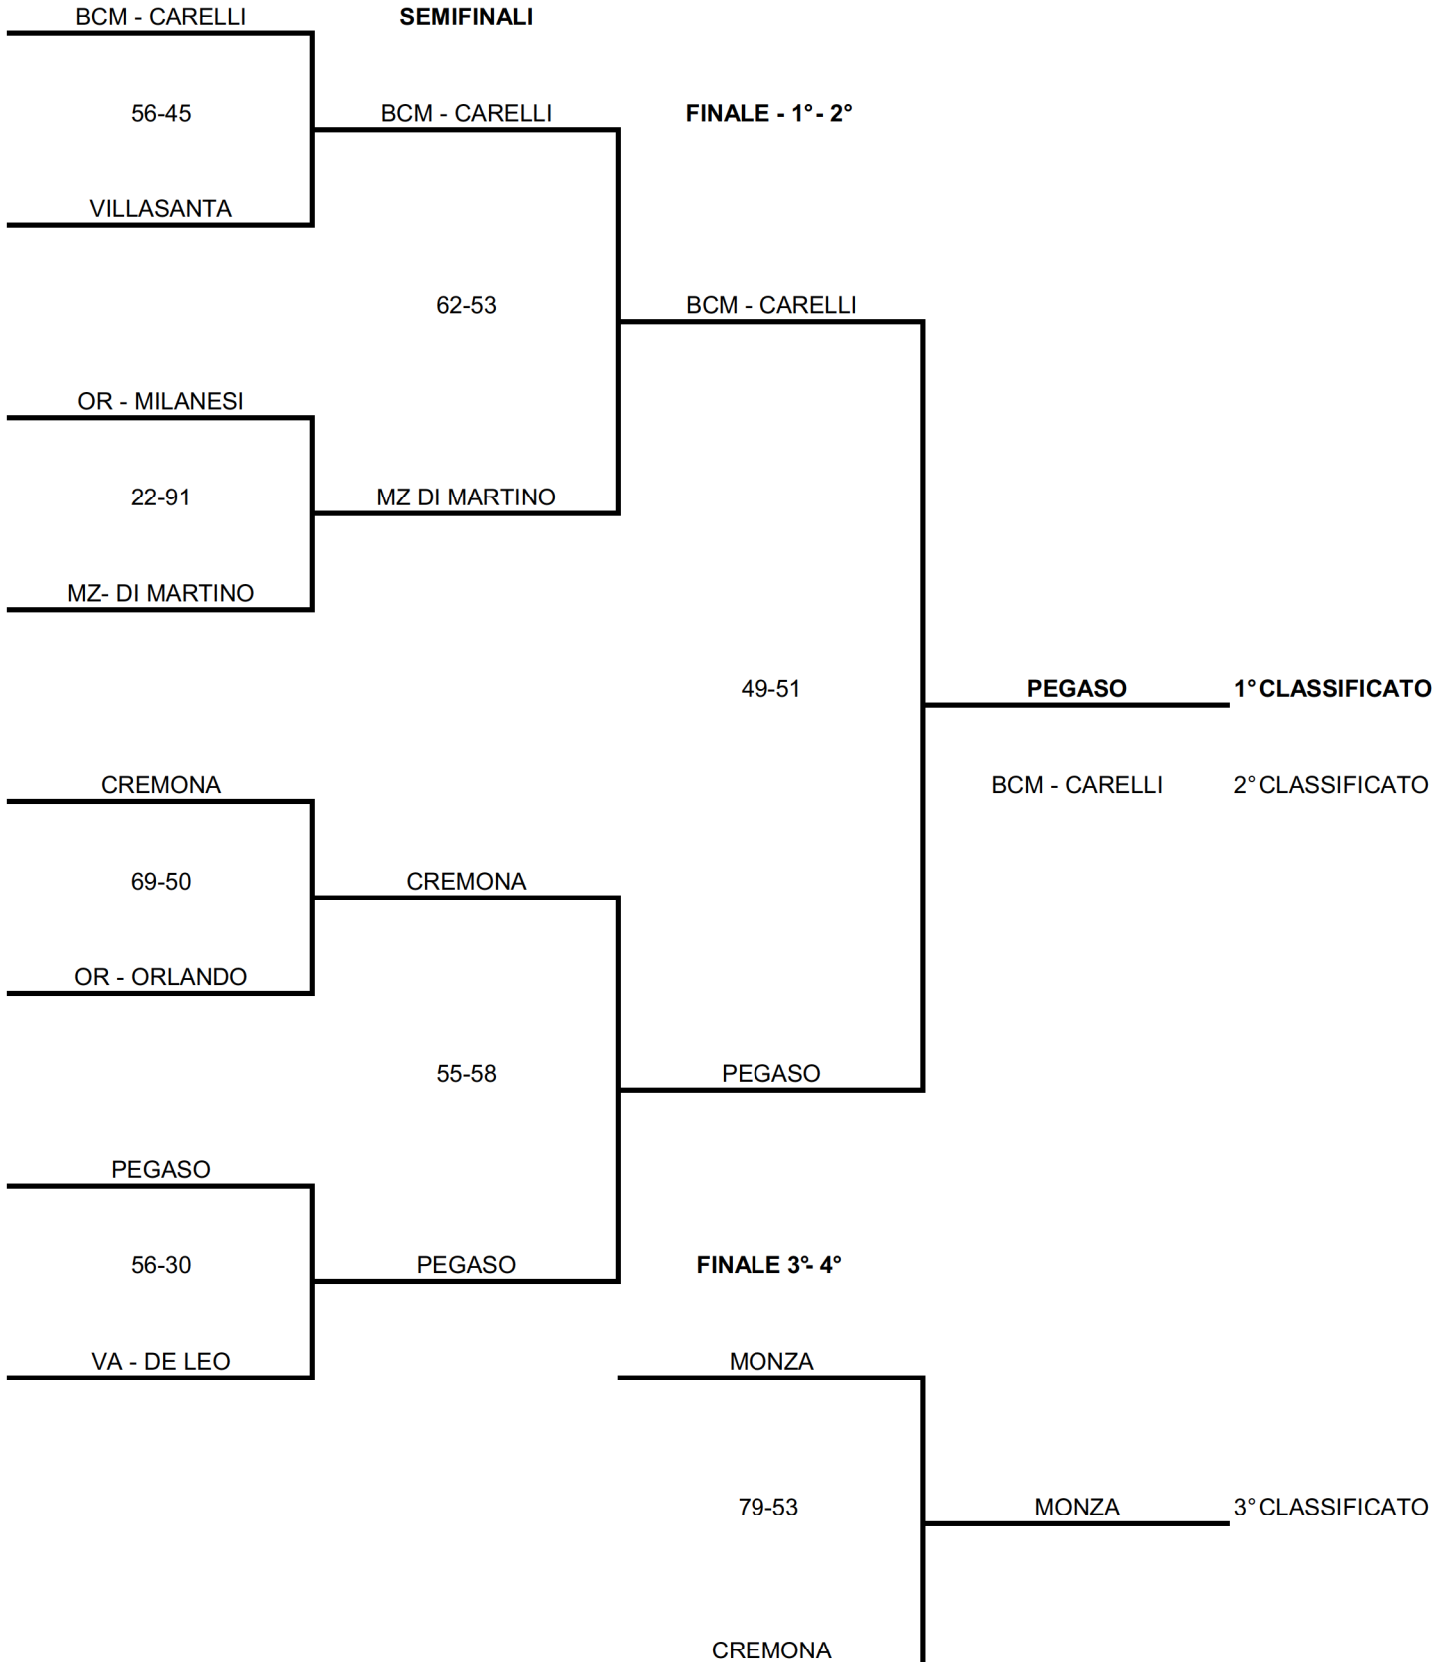 BCM - CARELLI SEMIFINALI
56-45 BCM - CARELLI FINALE - 1° - 2°
VILLASANTA
62-53 BCM - CARELLI
OR - MILANESI
22-91 MZ DI MARTINO
MZ- DI MARTINO
49-51 PEGASO 1° CLASSIFICATO
CREMONA BCM - CARELLI 2° CLASSIFICATO
69-50 CREMONA
OR - ORLANDO
55-58 PEGASO
PEGASO
56-30 PEGASO FINALE 3°- 4°
VA - DE LEO MONZA
79-53 MONZA 3° CLASSIFICATO
CREMONA